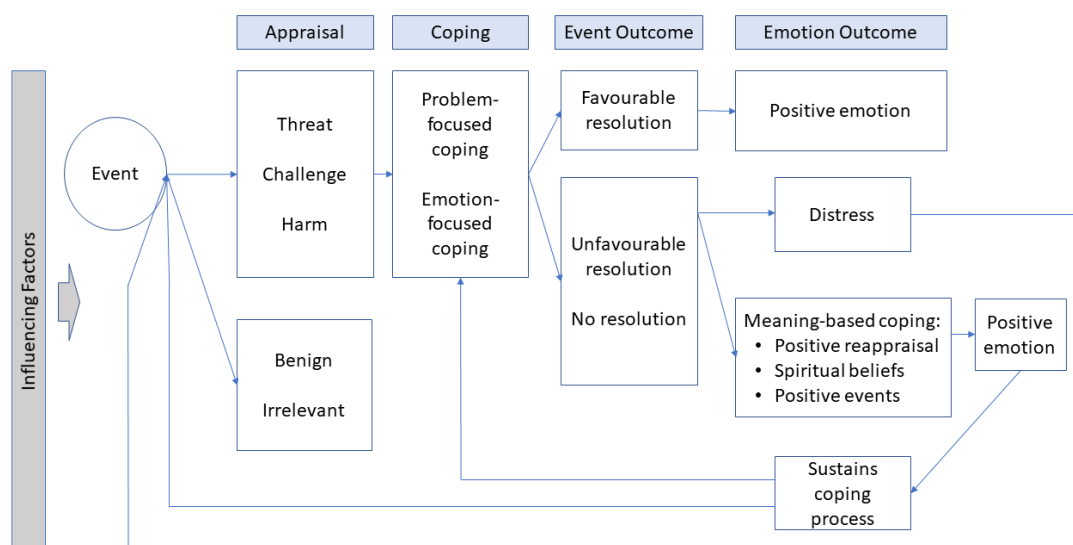 Appraisal
Coping
Event Outcome
Emotion Outcome
Influencing Factors
Event
Threat
Challenge
Harm
Benign
Irrelevant
Problem-
focused
coping
Emotion-
focused
coping
Favourable
resolution
Unfavourable
resolution
No resolution
Positive emotion
Distress
Meaning-based coping:
• Positive reappraisal
• Spiritual beliefs
• Positive events
Positive
emotion
Sustains
coping
process